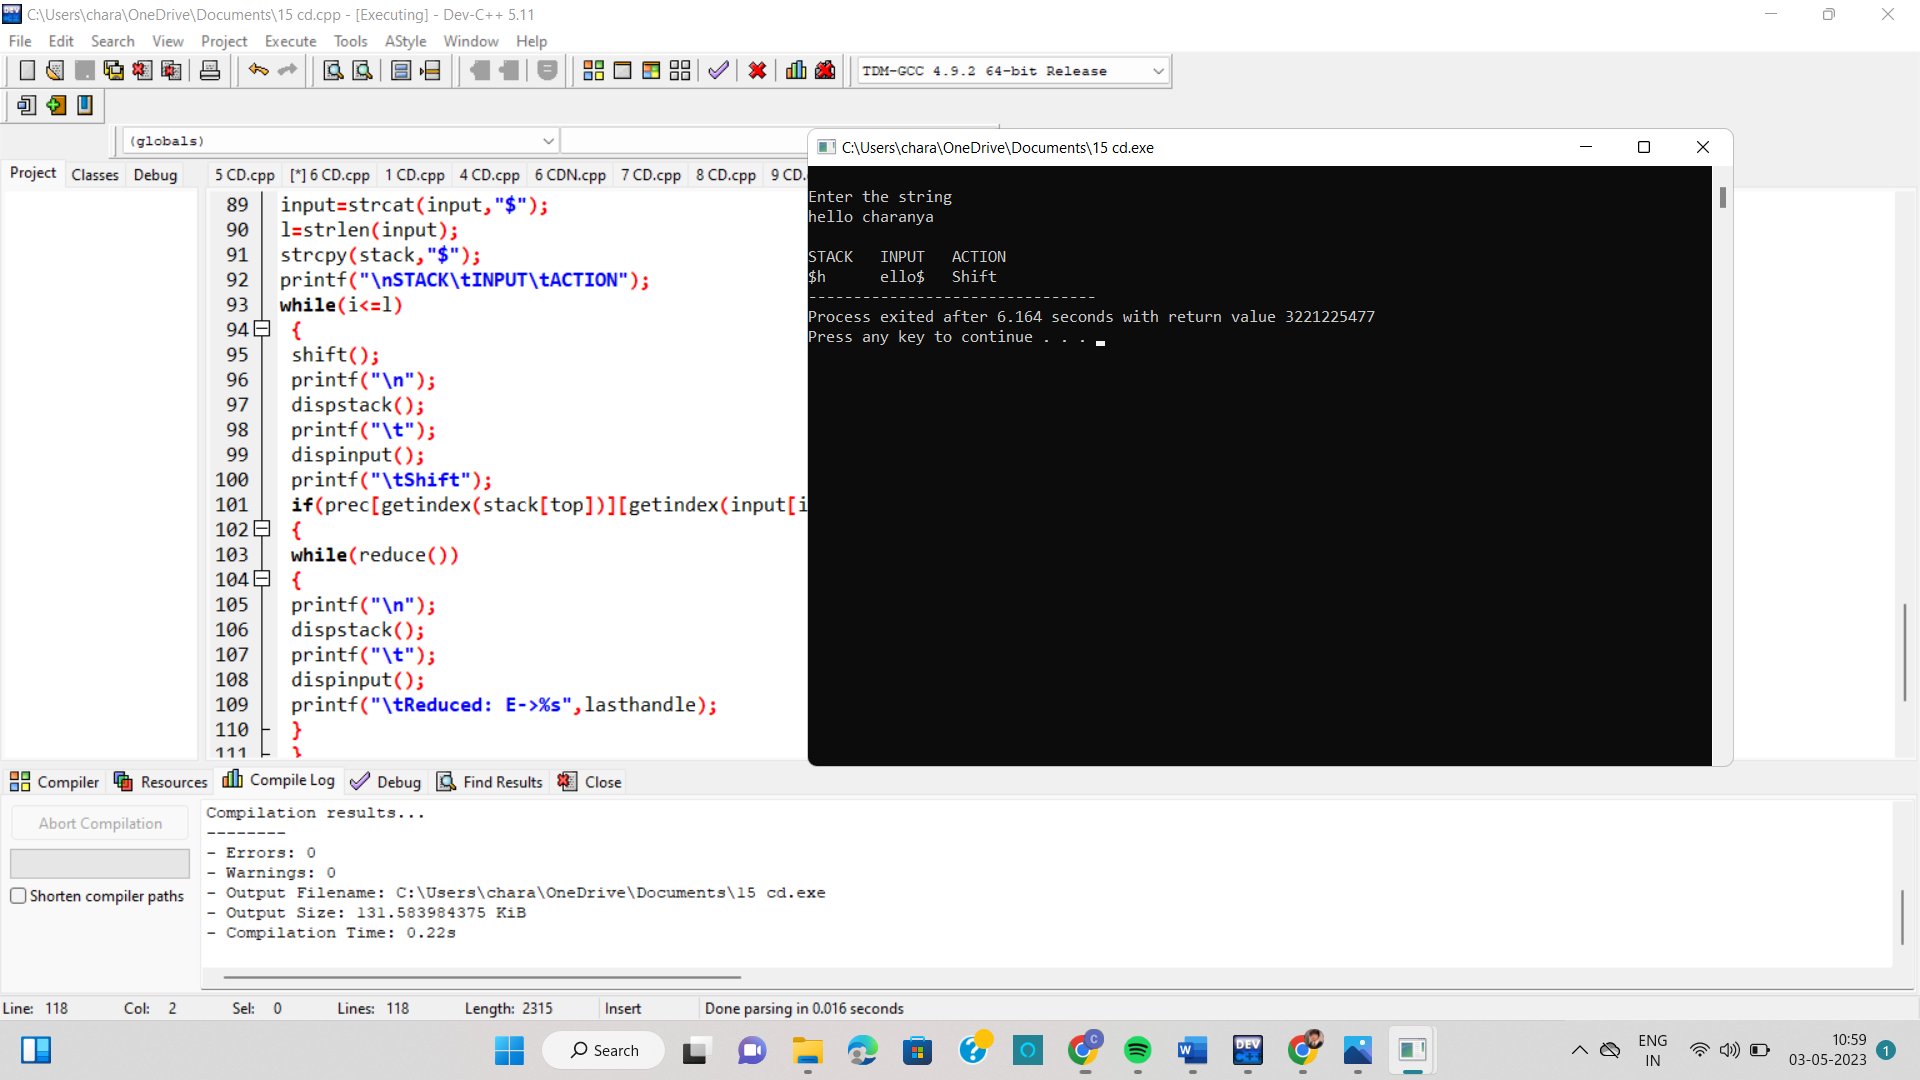 C:\Users\chara\OneDrive\Documents\15 cd.cpp - [Executing] - Dev-C++ 5.11
File Edit Search View Project Execute Tools AStyle Window Help
TDM-GCC 4.9.2 64-bit Release
(globals)
Project Classes Debug
5 CD.cpp [*] 6 CD.cpp 1 CD.cpp 4 CD.cpp 6 CDN.cpp 7 CD.cpp 8 CD.cpp 9 CD.
89 input=strcat(input,"$");
90 l=strlen(input);
91 strcpy(stack,"$");
92 printf("\nSTACK\tINPUT\tACTION");
93 while(i<=l)
94 {
95 shift();
96 printf("\n");
97 dispstack();
98 printf("\t");
99 dispinput();
100 printf("\tShift");
101 if(prec[getindex(stack[top])][getindex(input[i
102 {
103 while(reduce())
104 {
105 printf("\n");
106 dispstack();
107 printf("\t");
108 dispinput();
109 printf("\tReduced: E->%s",lasthandle);
110 }
111 }
C:\Users\chara\OneDrive\Documents\15 cd.exe
Enter the string
hello charanya
STACK INPUT ACTION
$h ello$ Shift
--------------------------------
Process exited after 6.164 seconds with return value 3221225477
Press any key to continue . . .
Compiler Resources Compile Log Debug Find Results Close
Abort Compilation
Shorten compiler paths
Compilation results...
--------
- Errors: 0
- Warnings: 0
- Output Filename: C:\Users\chara\OneDrive\Documents\15 cd.exe
- Output Size: 131.583984375 KiB
- Compilation Time: 0.22s
Line: 118 Col: 2 Sel: 0 Lines: 118 Length: 2315 Insert Done parsing in 0.016 seconds
Search
ENG
IN
10:59
03-05-2023
1